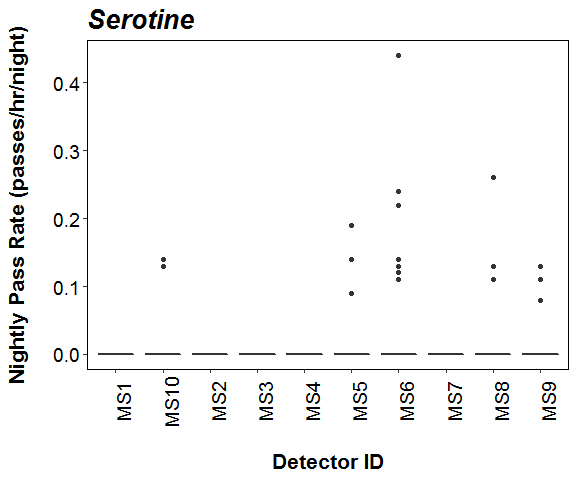 Serotine
Nightly Pass Rate (passes/hr/night)
0.4
0.3
0.2
0.1
0.0
MS1 MS10 MS2 MS3 MS4 MS5 MS6 MS7 MS8 MS9
Detector ID